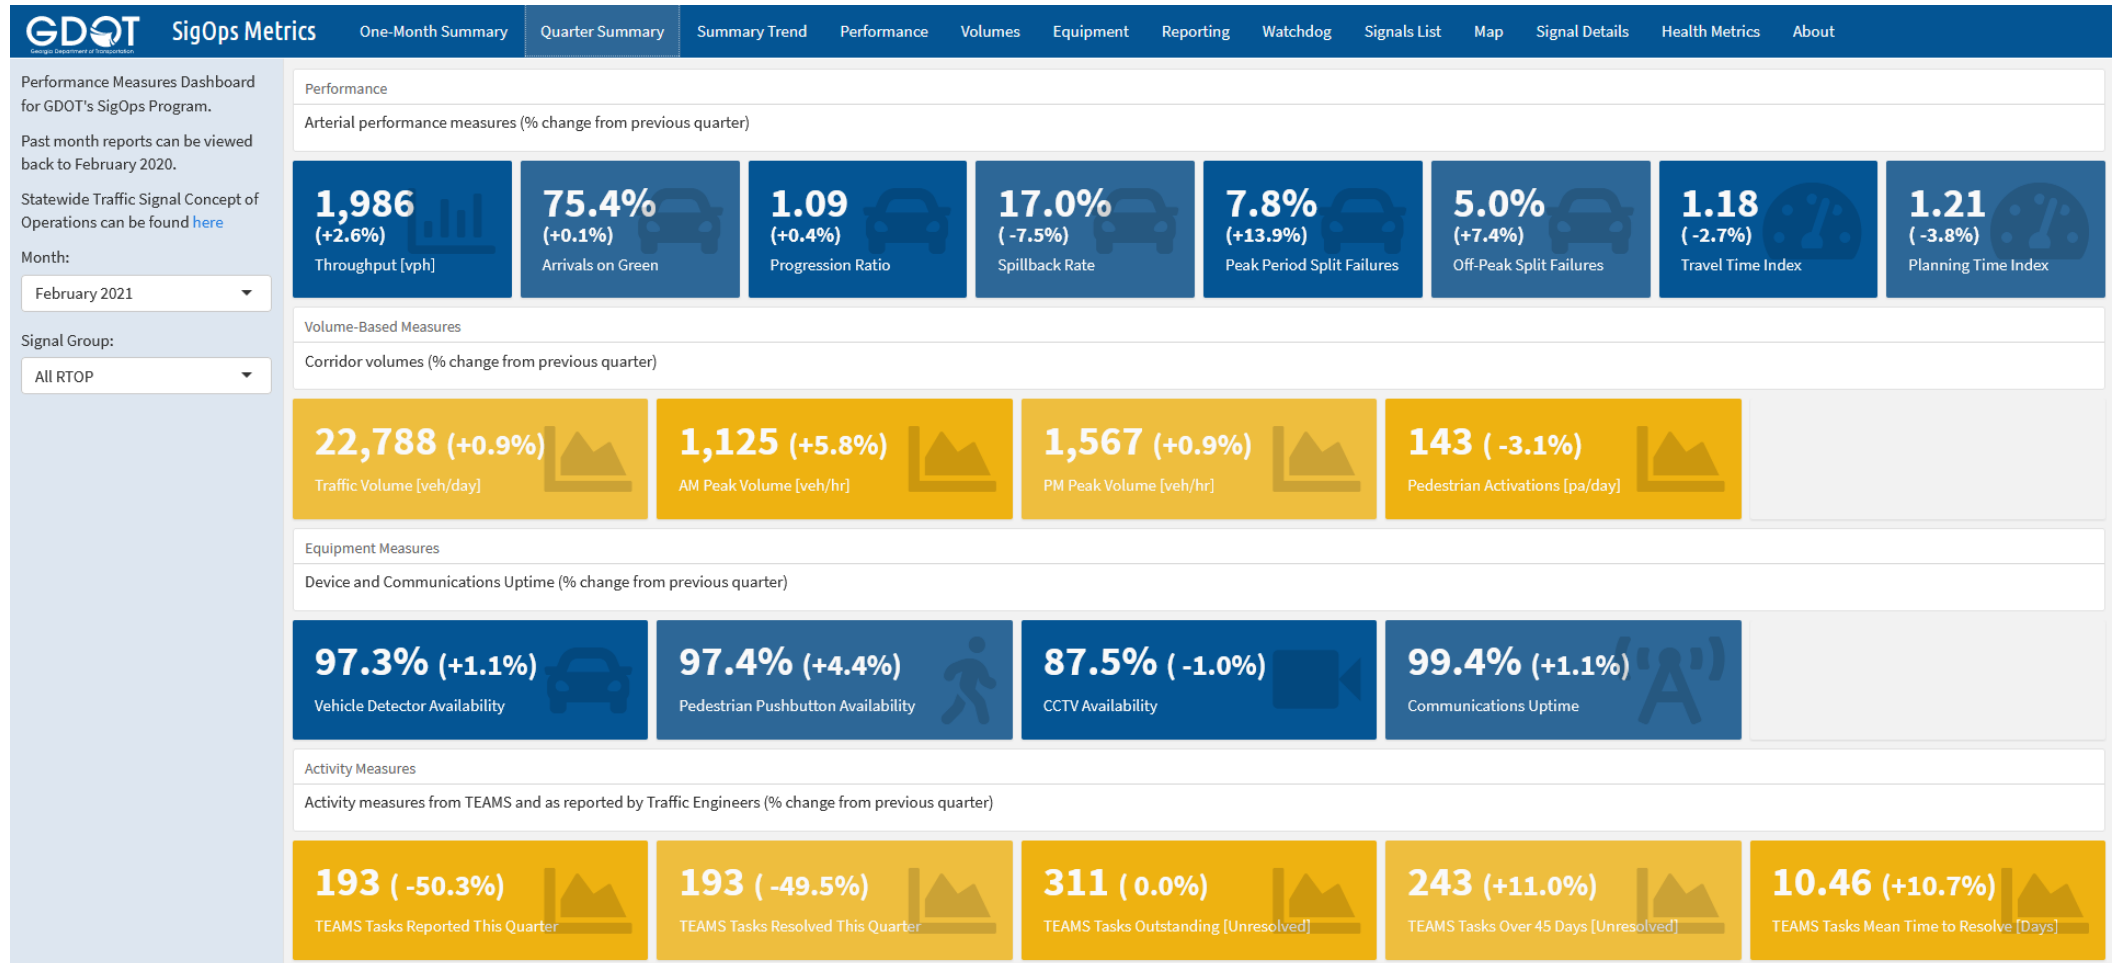 GDOT
Georgia Department of Transportation
SigOps Metrics
One-Month Summary
Quarter Summary
Summary Trend
Performance
Volumes
Equipment
Reporting
Watchdog
Signals List
Map
Signal Details
Health Metrics
About
Performance Measures Dashboard
for GDOT's SigOps Program.
Past month reports can be viewed
back to February 2020.
Statewide Traffic Signal Concept of
Operations can be found here
Month:
February 2021
Signal Group:
All RTOP
Performance
Arterial performance measures (% change from previous quarter)
1,986
(+2.6%)
Throughput [vph]
75.4%
(+0.1%)
Arrivals on Green
1.09
(+0.4%)
Progression Ratio
17.0%
( -7.5%)
Spillback Rate
7.8%
(+13.9%)
Peak Period Split Failures
5.0%
(+7.4%)
Off-Peak Split Failures
1.18
( -2.7%)
Travel Time Index
1.21
( -3.8%)
Planning Time Index
Volume-Based Measures
Corridor volumes (% change from previous quarter)
22,788 (+0.9%)
Traffic Volume [veh/day]
1,125 (+5.8%)
AM Peak Volume [veh/hr]
1,567 (+0.9%)
PM Peak Volume [veh/hr]
143 ( -3.1%)
Pedestrian Activations [pa/day]
Equipment Measures
Device and Communications Uptime (% change from previous quarter)
97.3% (+1.1%)
Vehicle Detector Availability
97.4% (+4.4%)
Pedestrian Pushbutton Availability
87.5% ( -1.0%)
CCTV Availability
99.4% (+1.1%)
Communications Uptime
Activity Measures
Activity measures from TEAMS and as reported by Traffic Engineers (% change from previous quarter)
193 ( -50.3%)
TEAMS Tasks Reported This Quarter
193 ( -49.5%)
TEAMS Tasks Resolved This Quarter
311 ( 0.0%)
TEAMS Tasks Outstanding [Unresolved]
243 (+11.0%)
TEAMS Tasks Over 45 Days [Unresolved]
10.46 (+10.7%)
TEAMS Tasks Mean Time to Resolve [Days]